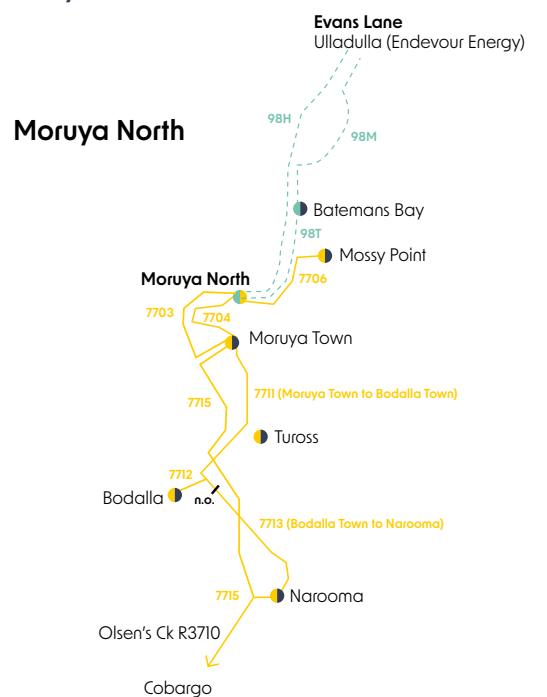 Evans Lane
Ulladulla (Endevour Energy)
98H
Moruya North
98M
Batemans Bay
98T
Mossy Point
Moruya North
7706
7703
7704
Moruya Town
7711 (Moruya Town to Bodalla Town)
7715
Tuross
7712
Bodalla
n.o.
7713 (Bodalla Town to Narooma)
7715
Narooma
Olsen's Ck R3710
Cobargo